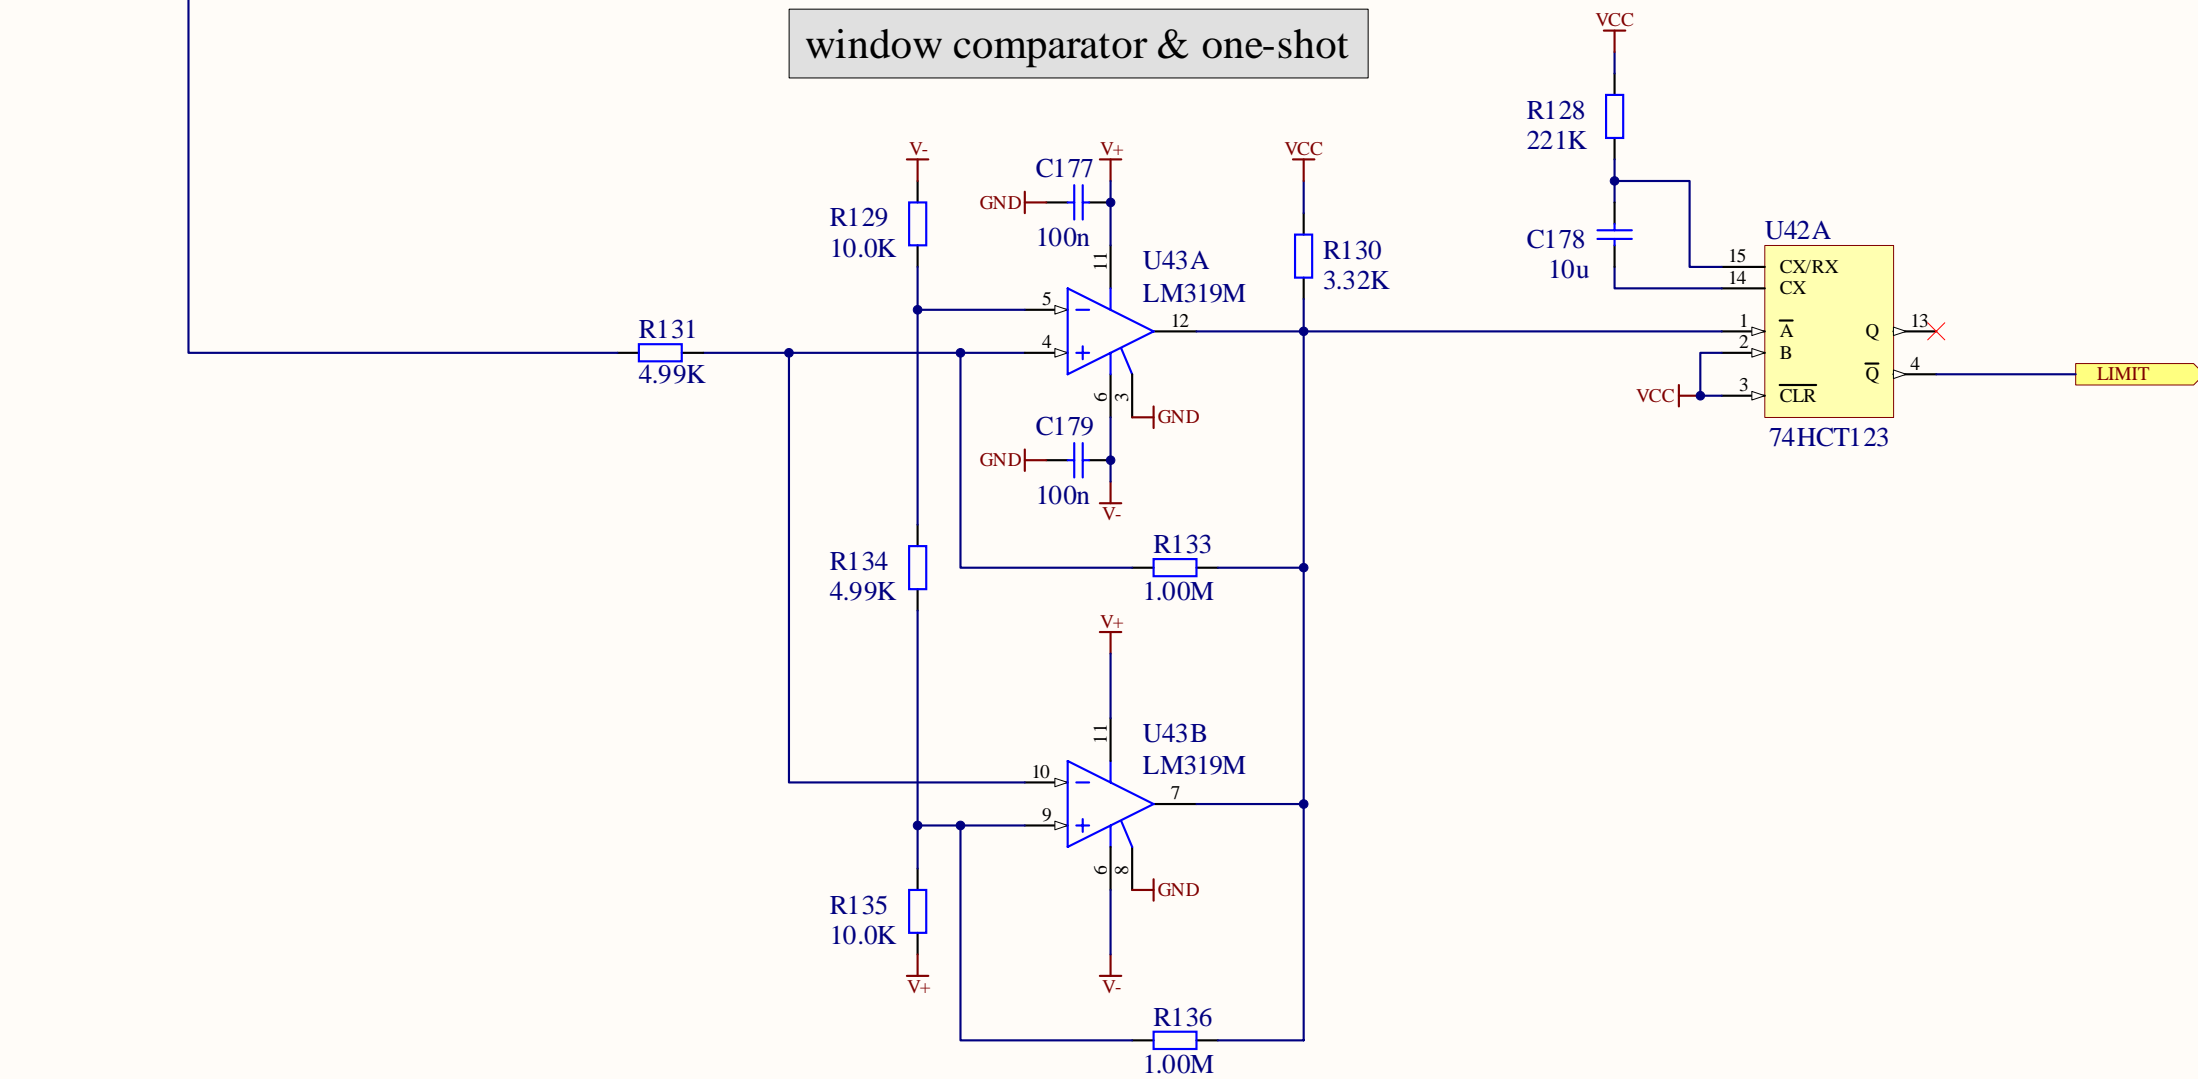 window comparator & one-shot
VCC
R128
221K
C178
10u
U42A
15
CX/RX
14
CX
1
A
2
B
3
CLR
Q
13
Q
4
VCC
74HCT123
LIMIT
V-
R129
10.0K
C177
GND
100n
V+
11
U43A
LM319M
5
4
12
6
3
GND
C179
GND
100n
V-
VCC
R130
3.32K
R131
4.99K
R133
1.00M
R134
4.99K
V+
11
U43B
LM319M
10
9
7
6
8
GND
V-
R135
10.0K
V+
R136
1.00M